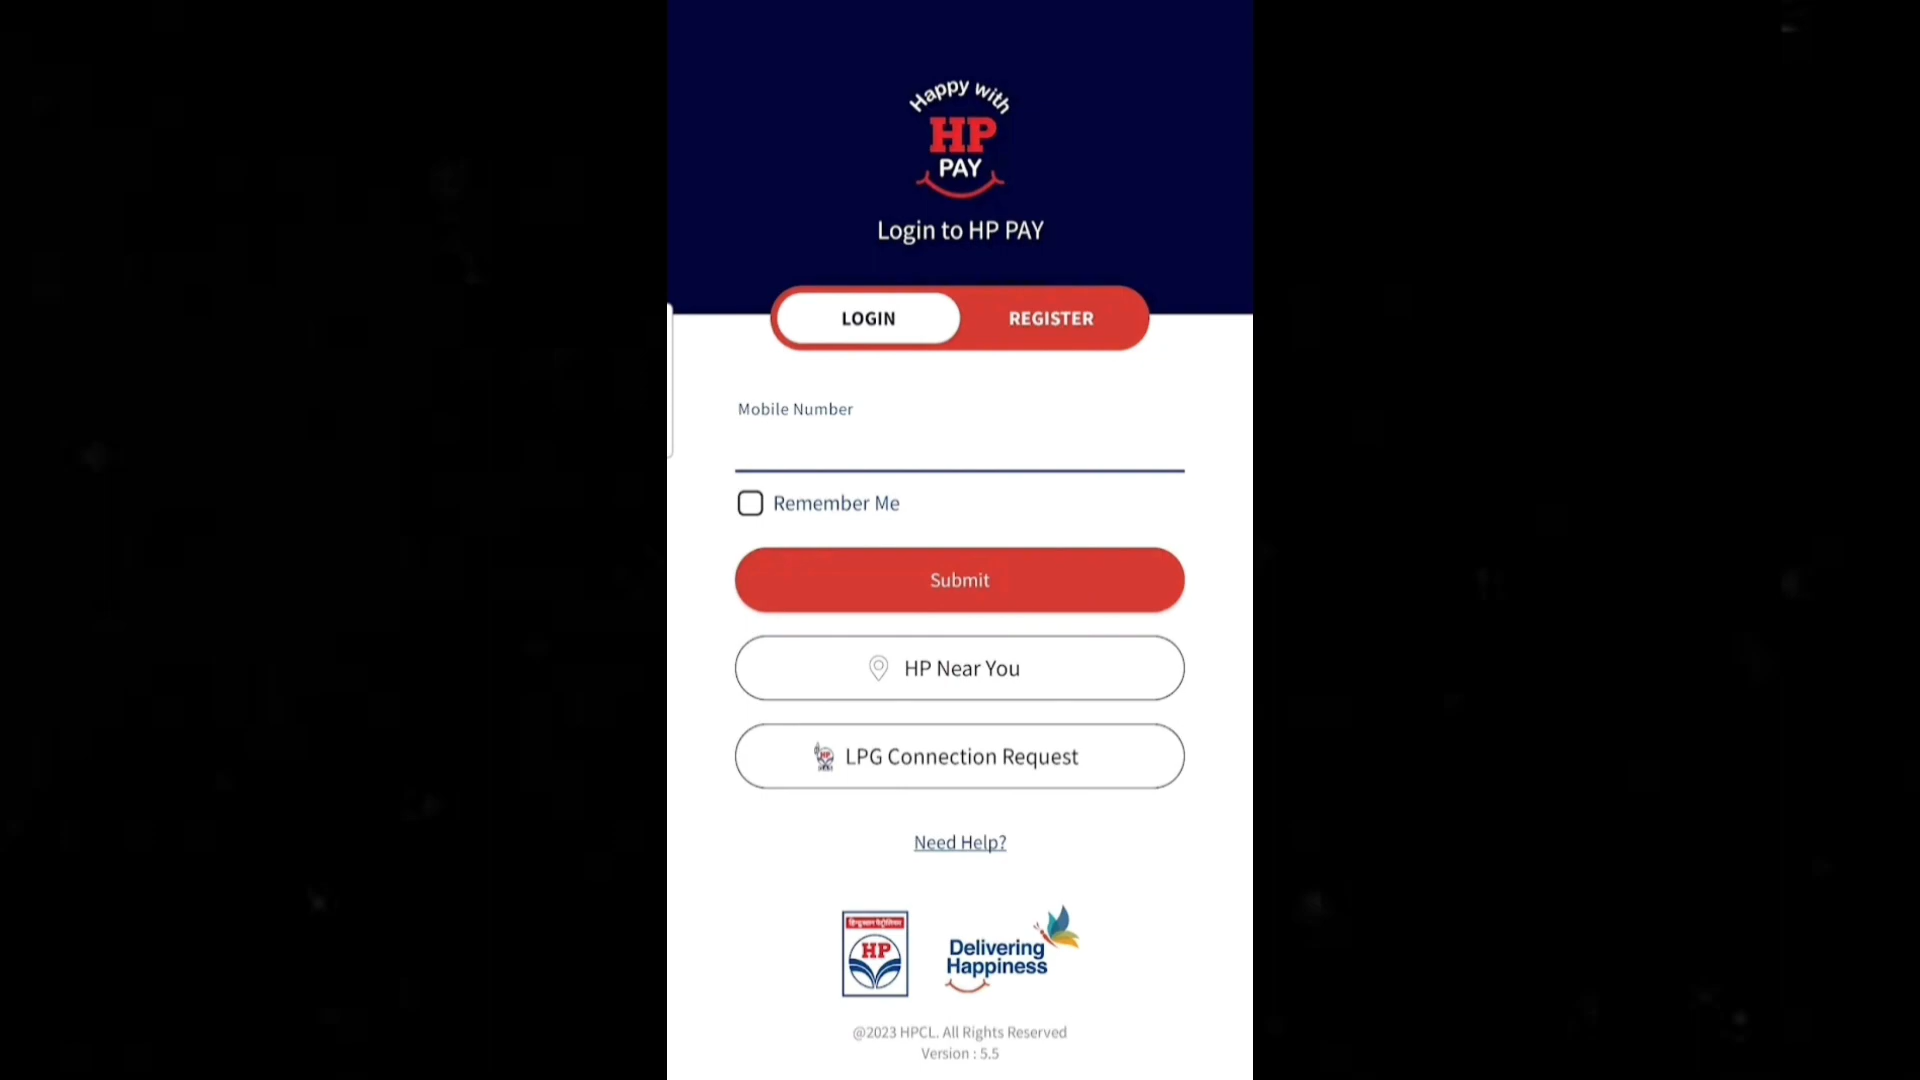 Happy with
HP
PAY
Login to HP PAY
LOGIN
REGISTER
Mobile Number
Remember Me
Submit
HP Near You
LPG Connection Request
Need Help?
हिन्दुस्तान पेट्रोलियम
HP
Delivering
Happiness
@2023 HPCL. All Rights Reserved
Version : 5.5